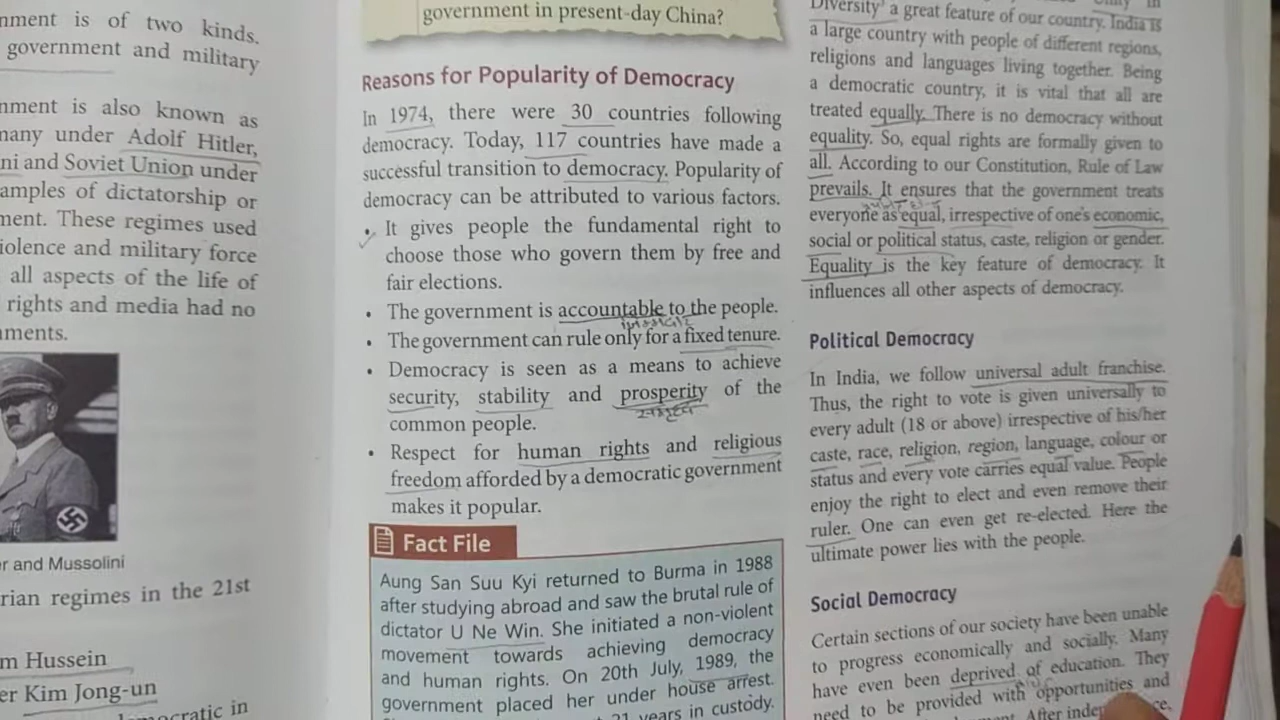 nment is of two kinds.
government and military
nment is also known as
many under Adolf Hitler,
ni and Soviet Union under
amples of dictatorship or
ment. These regimes used
iolence and military force
all aspects of the life of
rights and media had no
nments.
er and Mussolini
rian regimes in the 21st
m Hussein
er Kim Jong-un
mocratic in
government in present-day China?
Reasons for Popularity of Democracy
In 1974, there were 30 countries following
democracy. Today, 117 countries have made a
successful transition to democracy. Popularity of
democracy can be attributed to various factors.
• It gives people the fundamental right to
choose those who govern them by free and
fair elections.
• The government is accountable to the people.
• The government can rule only for a fixed tenure.
• Democracy is seen as a means to achieve
security, stability and prosperity of the
common people.
• Respect for human rights and religious
freedom afforded by a democratic government
makes it popular.
Fact File
Aung San Suu Kyi returned to Burma in 1988
after studying abroad and saw the brutal rule of
dictator U Ne Win. She initiated a non-violent
movement towards achieving democracy
and human rights. On 20th July, 1989, the
government placed her under house arrest.
21 years in custody.
Diversity' a great feature of our country. India is
a large country with people of different regions,
religions and languages living together. Being
a democratic country, it is vital that all are
treated equally. There is no democracy without
equality. So, equal rights are formally given to
all. According to our Constitution, Rule of Law
prevails. It ensures that the government treats
everyone as equal, irrespective of one's economic,
social or political status, caste, religion or gender.
Equality is the key feature of democracy. It
influences all other aspects of democracy.
Political Democracy
In India, we follow universal adult franchise.
Thus, the right to vote is given universally to
every adult (18 or above) irrespective of his/her
caste, race, religion, region, language, colour or
status and every vote carries equal value. People
enjoy the right to elect and even remove their
ruler. One can even get re-elected. Here the
ultimate power lies with the people.
Social Democracy
Certain sections of our society have been unable
to progress economically and socially. Many
have even been deprived of education. They
need to be provided with opportunities and
After indep